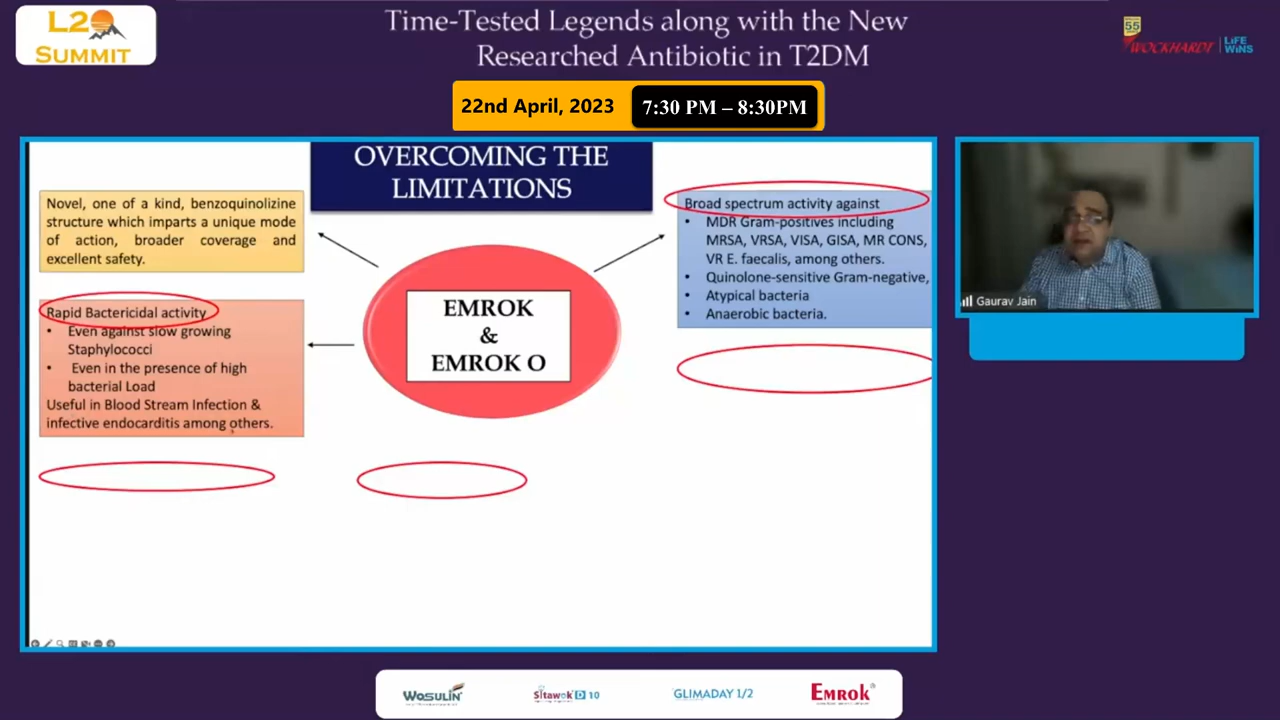 L2
SUMMIT
Time-Tested Legends along with the New
Researched Antibiotic in T2DM
55
WOCKHARDT
LIFE
WINS
22nd April, 2023
7:30 PM – 8:30PM
OVERCOMING THE
LIMITATIONS
Novel, one of a kind, benzoquinolizine
structure which imparts a unique mode
of action, broader coverage and
excellent safety.
Rapid Bactericidal activity
• Even against slow growing
Staphylococci
• Even in the presence of high
bacterial Load
Useful in Blood Stream Infection &
infective endocarditis among others.
EMROK
&
EMROK O
Broad spectrum activity against
• MDR Gram-positives including
MRSA, VRSA, VISA, GISA, MR CONS,
VR E. faecalis, among others.
• Quinolone-sensitive Gram-negative,
• Atypical bacteria
• Anaerobic bacteria.
Gaurav Jain
WOSULIN
Sitawok D 10
GLIMADAY 1/2
EMROK